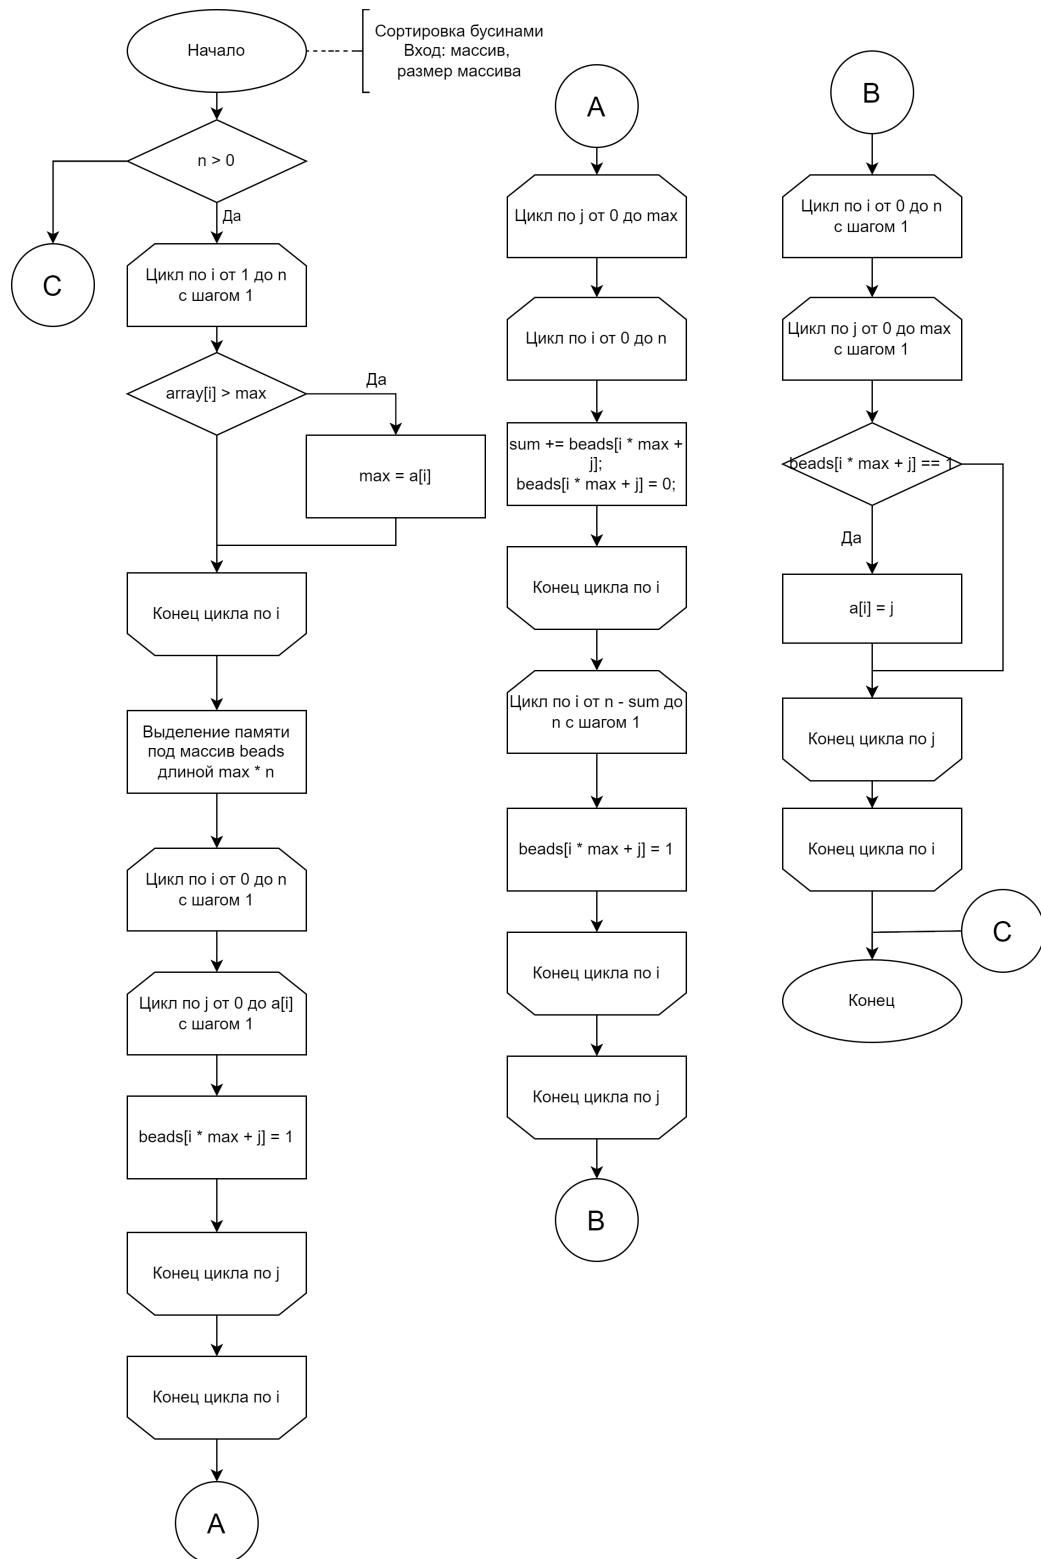 Начало
Сортировка бусинами
Вход: массив,
размер массива
n > 0
Да
C
Цикл по i от 1 до n
с шагом 1
array[i] > max
Да
max = a[i]
Конец цикла по i
Выделение памяти
под массив beads
длиной max * n
Цикл по i от 0 до n
с шагом 1
Цикл по j от 0 до a[i]
с шагом 1
beads[i * max + j] = 1
Конец цикла по j
Конец цикла по i
A
A
Цикл по j от 0 до max
Цикл по i от 0 до n
sum += beads[i * max +
j];
beads[i * max + j] = 0;
Конец цикла по i
Цикл по i от n - sum до
n с шагом 1
beads[i * max + j] = 1
Конец цикла по i
Конец цикла по j
B
B
Цикл по i от 0 до n
с шагом 1
Цикл по j от 0 до max
с шагом 1
beads[i * max + j] == 1
Да
a[i] = j
Конец цикла по j
Конец цикла по i
C
Конец